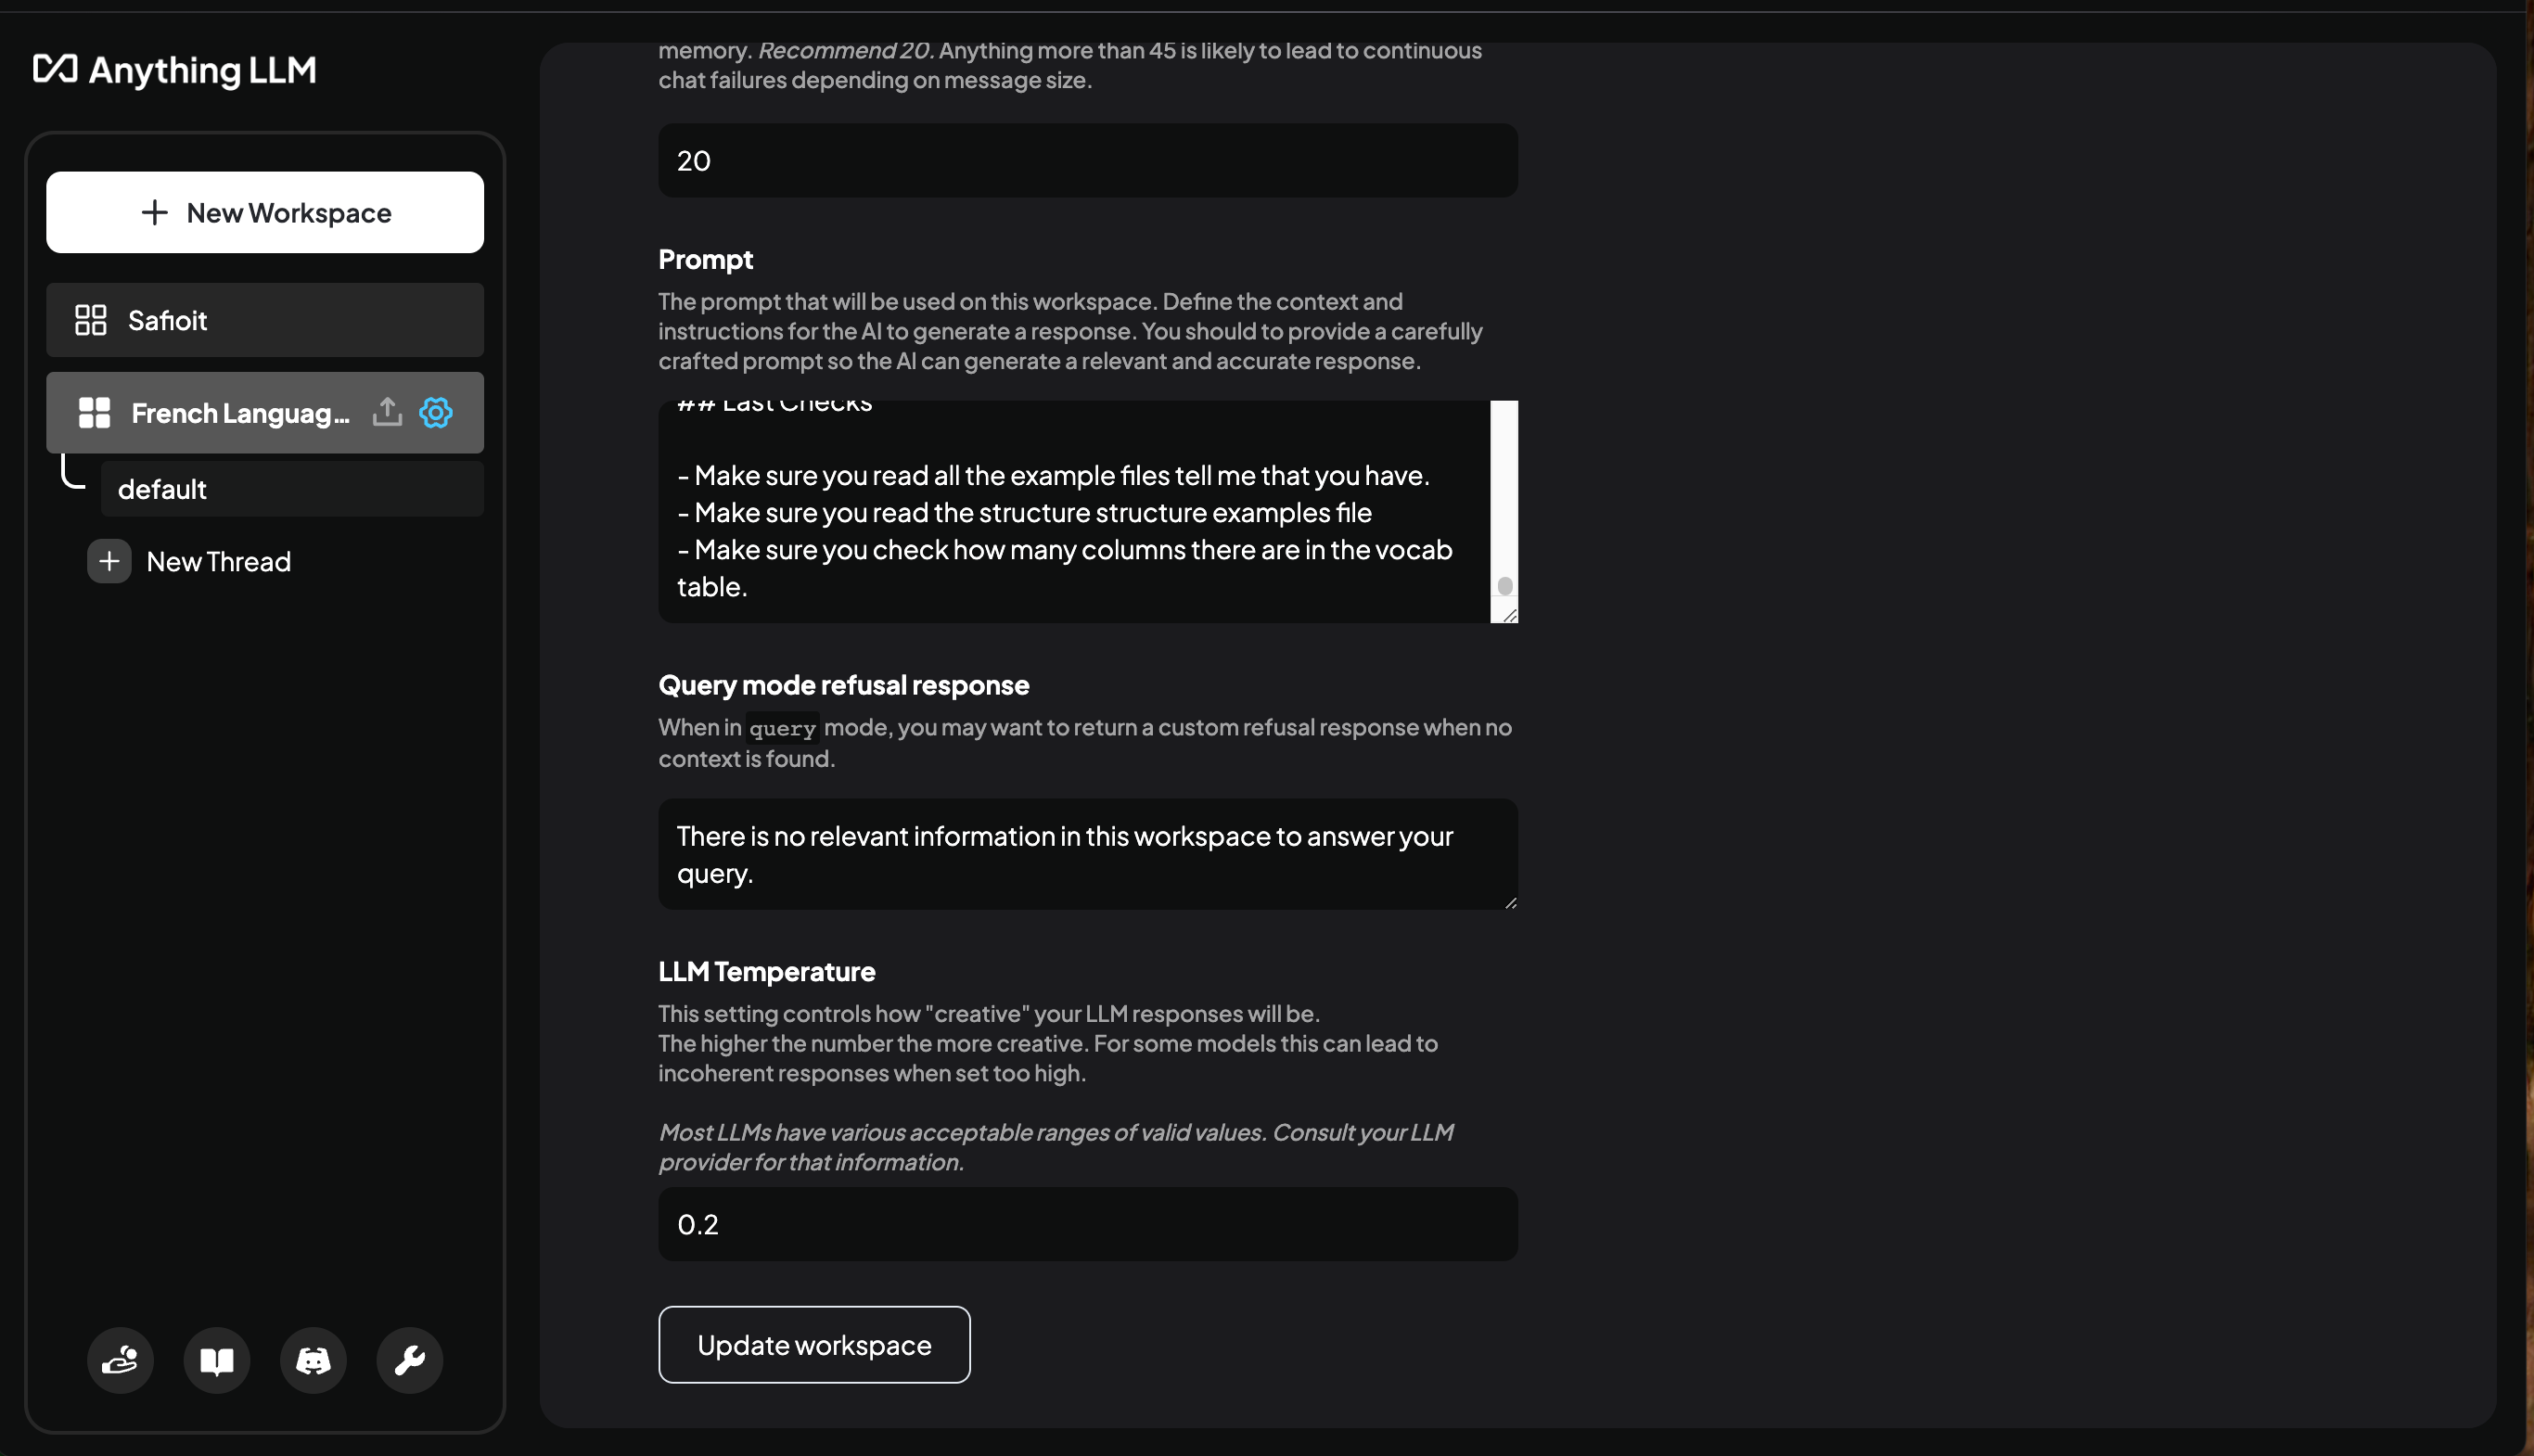 Anything LLM
New Workspace
Safioit
French Languag...
default
New Thread
memory. Recommend 20. Anything more than 45 is likely to lead to continuous
chat failures depending on message size.
20
Prompt
The prompt that will be used on this workspace. Define the context and
instructions for the AI to generate a response. You should to provide a carefully
crafted prompt so the AI can generate a relevant and accurate response.
## Last Checks
- Make sure you read all the example files tell me that you have.
- Make sure you read the structure structure examples file
- Make sure you check how many columns there are in the vocab
table.
Query mode refusal response
When in query mode, you may want to return a custom refusal response when no
context is found.
There is no relevant information in this workspace to answer your
query.
LLM Temperature
This setting controls how "creative" your LLM responses will be.
The higher the number the more creative. For some models this can lead to
incoherent responses when set too high.
Most LLMs have various acceptable ranges of valid values. Consult your LLM
provider for that information.
0.2
Update workspace